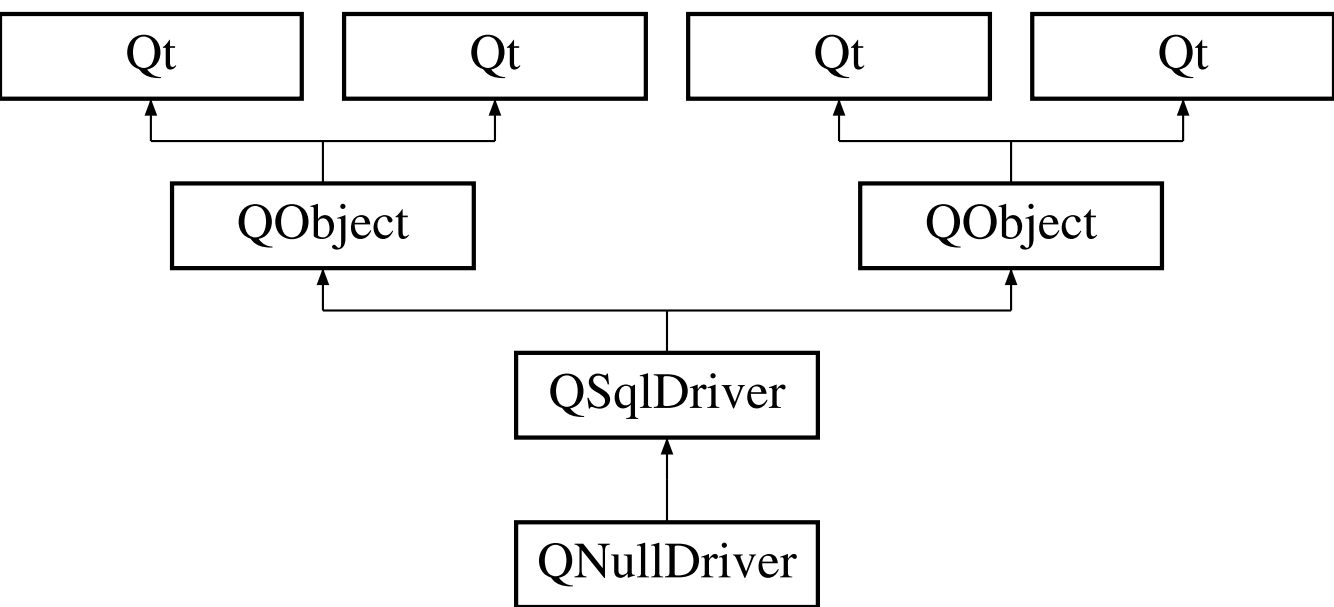 Qt
Qt
Qt
Qt
QObject
QObject
QSqlDriver
QNullDriver